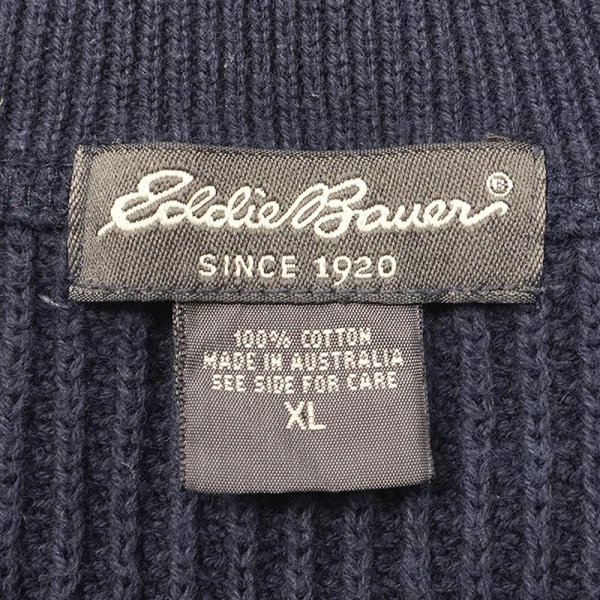 Eddie Bauer®
SINCE 1920
100% COTTON
MADE IN AUSTRALIA
SEE SIDE FOR CARE
XL